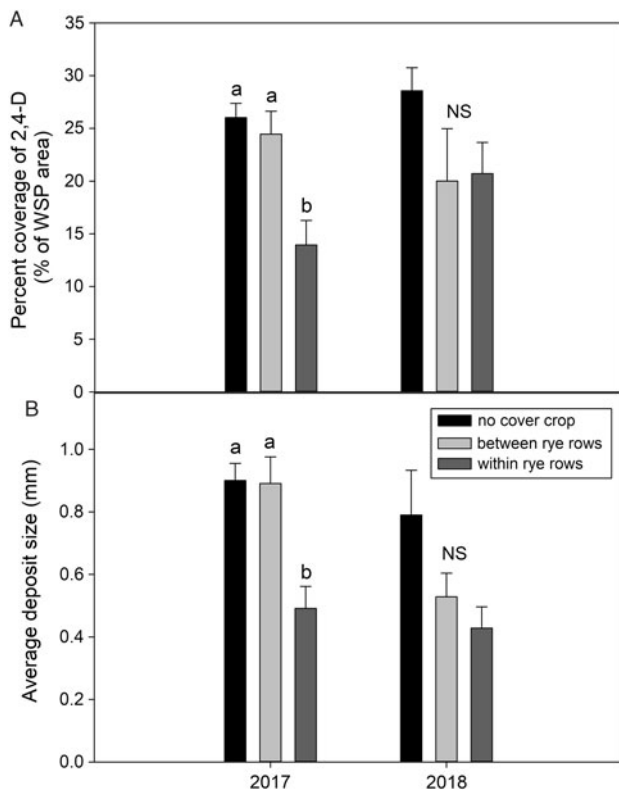 A
Percent coverage of 2,4-D
(% of WSP area)
35
30
25
20
15
10
5
0
a
a
b
NS
B
Average deposit size (mm)
1.0
0.8
0.6
0.4
0.2
0.0
a
a
b
NS
no cover crop
between rye rows
within rye rows
2017
2018